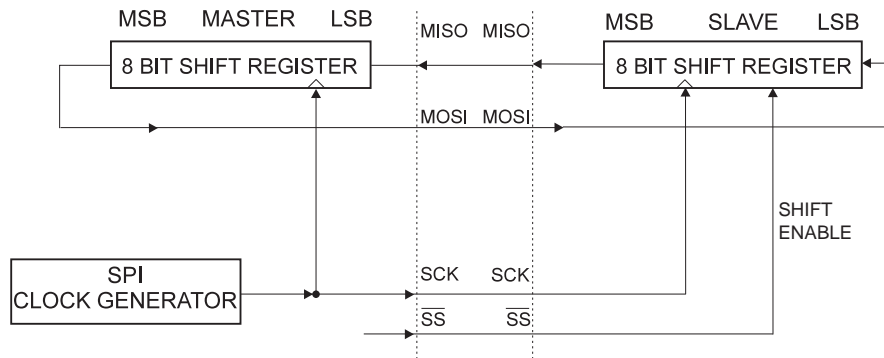 MSB MASTER LSB
MISO MISO
MSB SLAVE LSB
8 BIT SHIFT REGISTER
8 BIT SHIFT REGISTER
MOSI MOSI
SHIFT
ENABLE
SPI
CLOCK GENERATOR
SCK SCK
SS SS